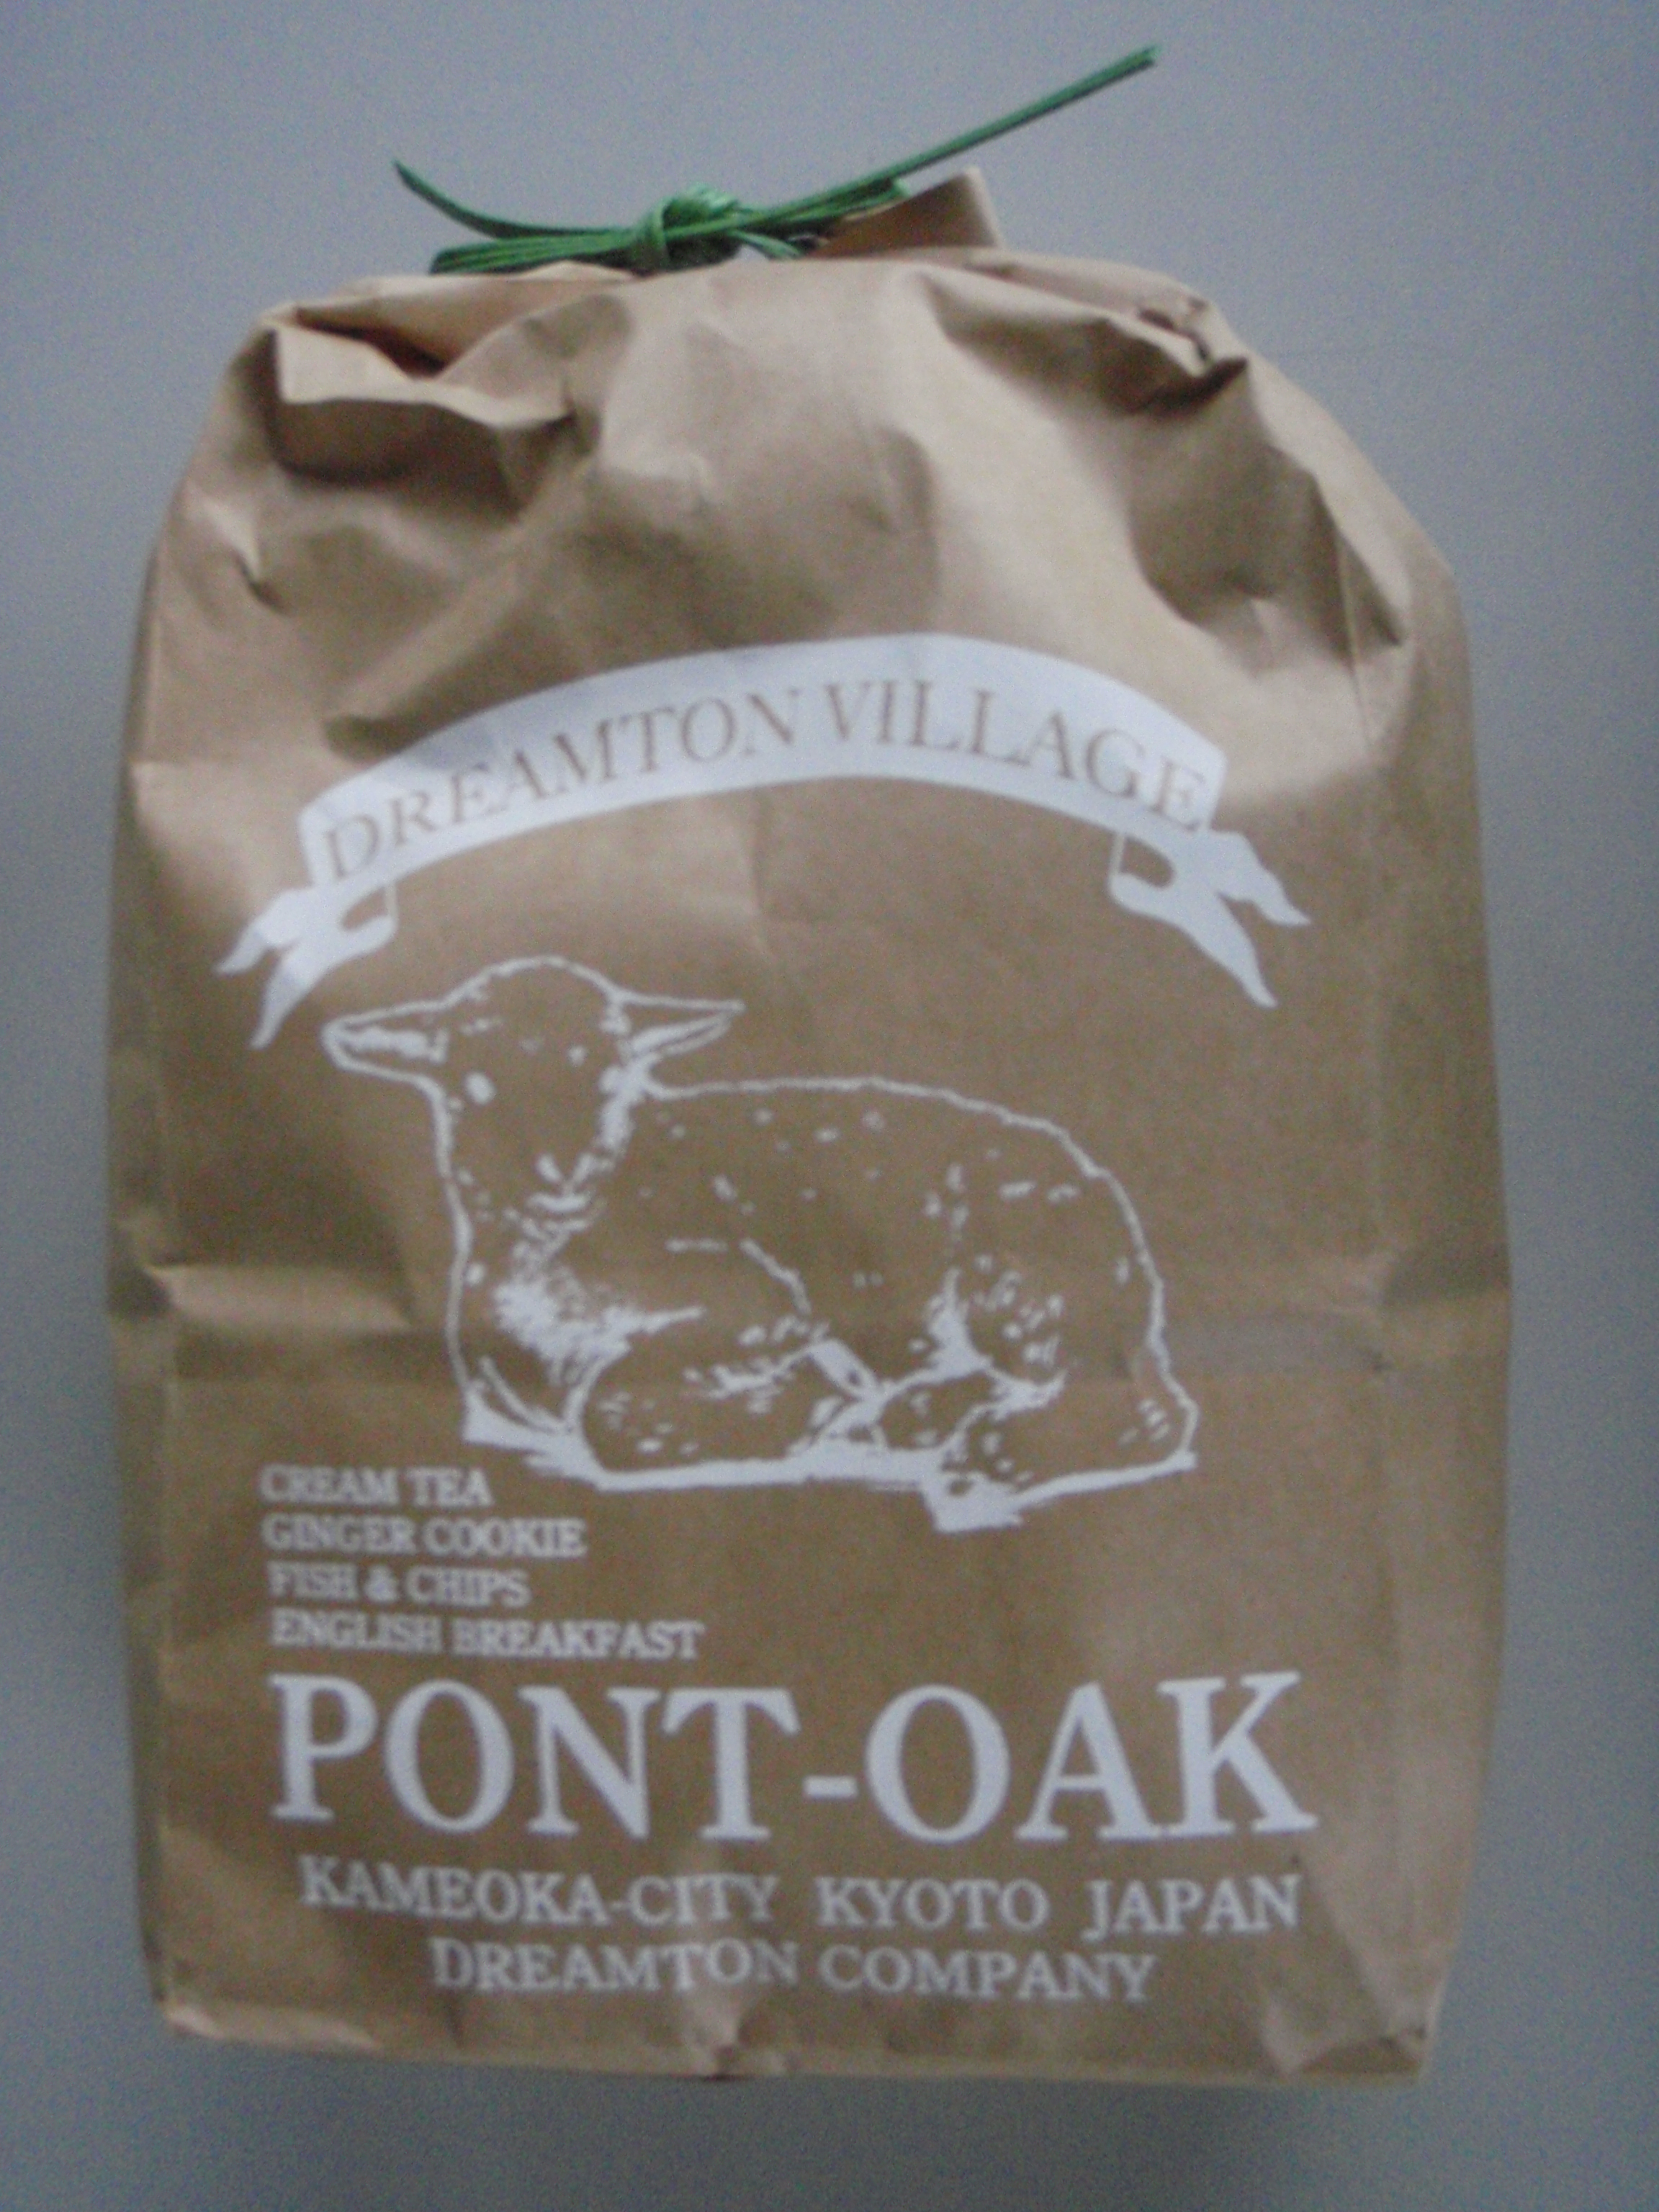 DREAMTON VILLAGE
CREAM TEA
GINGER COOKIE
FISH & CHIPS
ENGLISH BREAKFAST
PONT-OAK
KAMEOKA-CITY KYOTO JAPAN
DREAMTON COMPANY